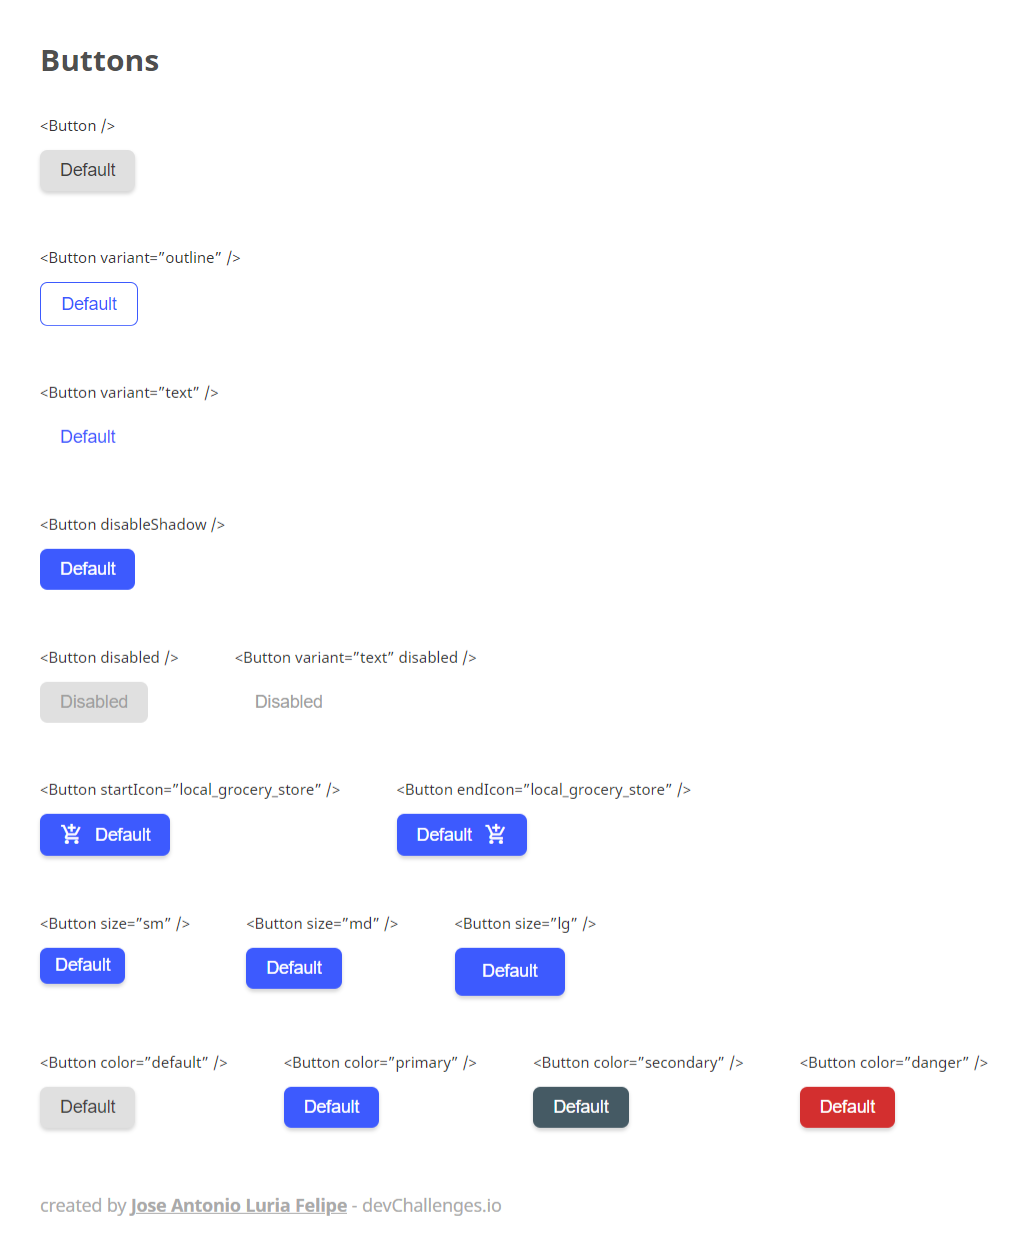 Buttons
<Button />
Default
<Button variant=”outline” />
Default
<Button variant=”text” />
Default
<Button disableShadow />
Default
<Button disabled /> <Button variant=”text” disabled />
Disabled Disabled
<Button startIcon=”local_grocery_store” /> <Button endIcon=”local_grocery_store” />
Default Default
<Button size=”sm” /> <Button size=”md” /> <Button size=”lg” />
Default Default Default
<Button color=”default” /> <Button color=”primary” /> <Button color=”secondary” /> <Button color=”danger” />
Default Default Default Default
created by Jose Antonio Luria Felipe - devChallenges.io